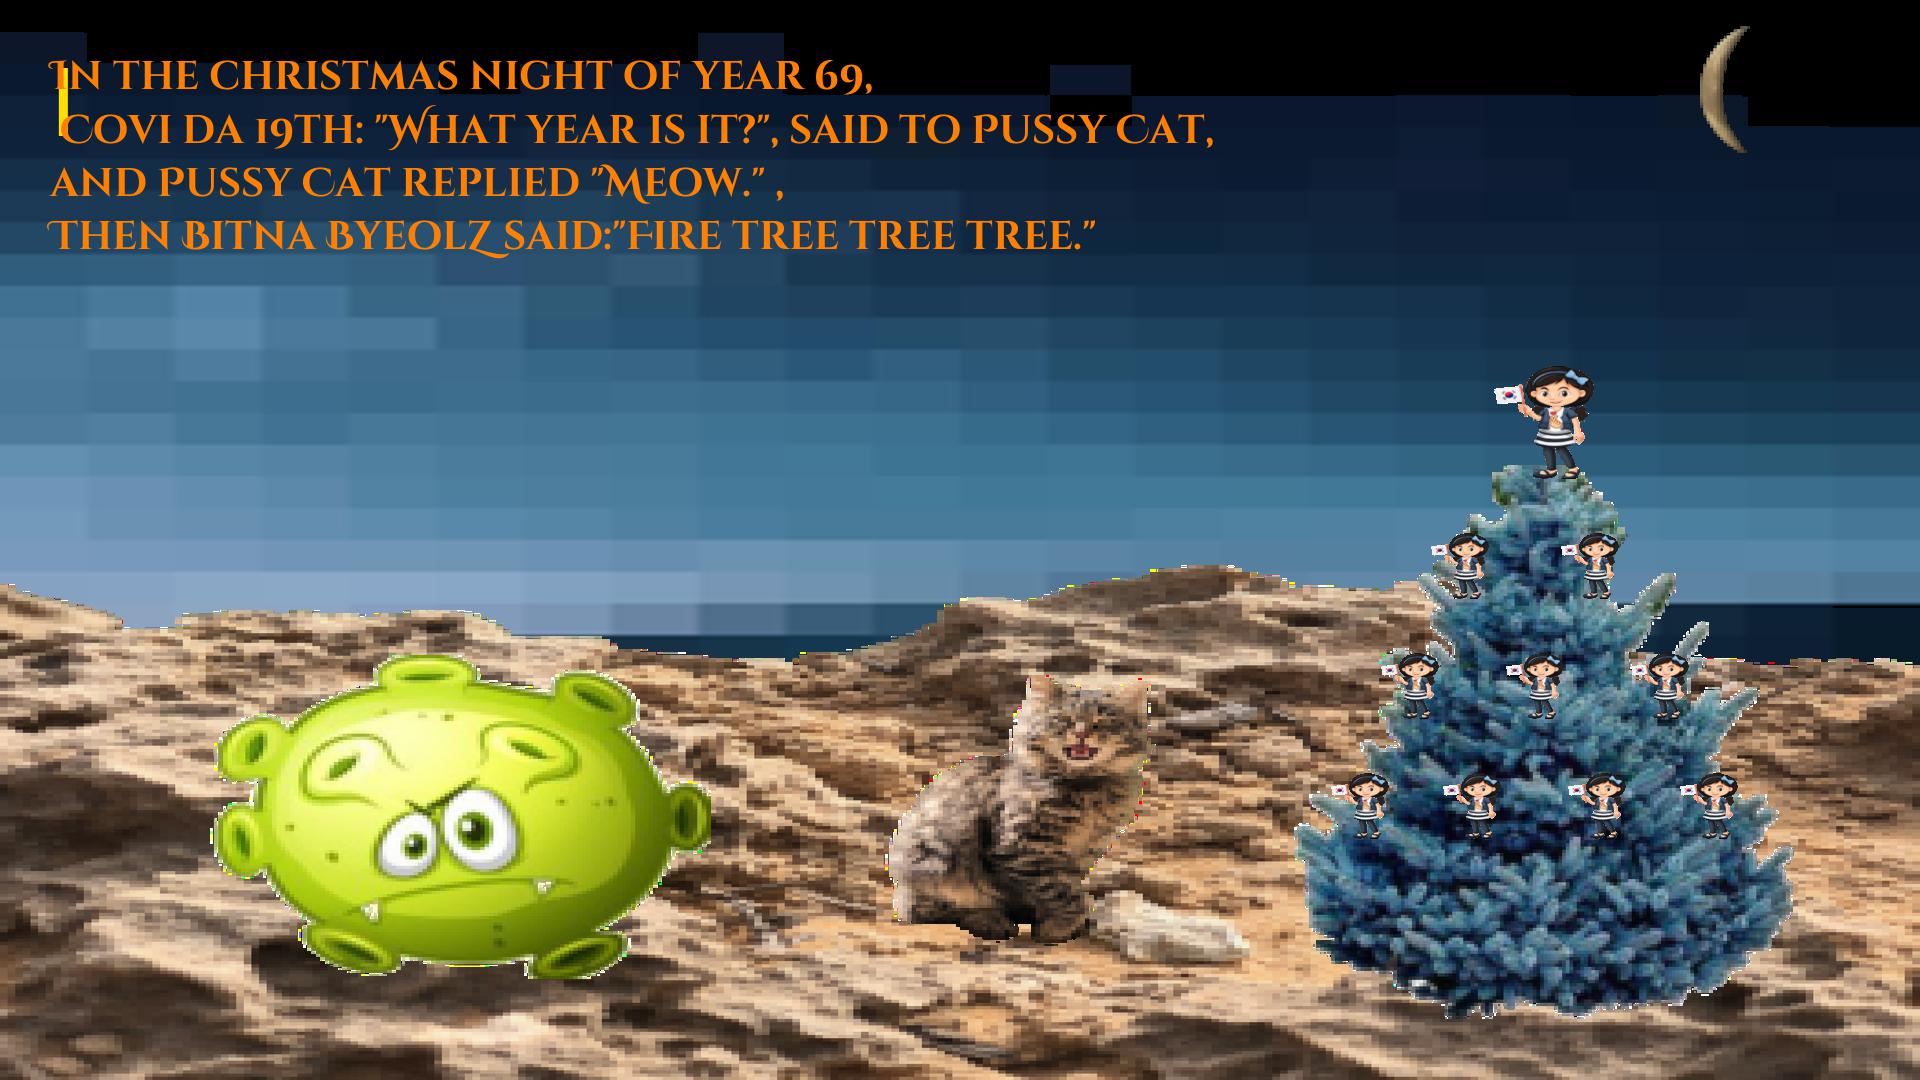 In the Christmas night of year 69,
Covi Da 19th: "What year is it?", said to Pussy Cat,
and Pussy Cat replied "Meow." ,
Then Bitna Byeolz said:"Fire tree tree tree."